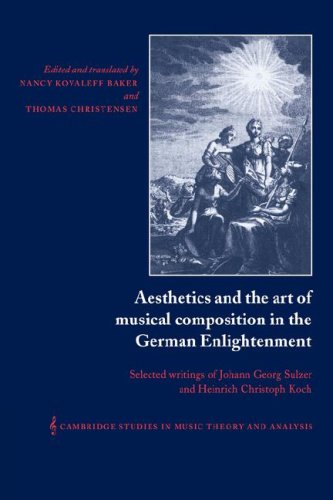 Edited and translated by
NANCY KOVALEFF BAKER
and
THOMAS CHRISTENSEN
Aesthetics and the art of
musical composition in the
German Enlightenment
Selected writings of Johann Georg Sulzer
and Heinrich Christoph Koch
CAMBRIDGE STUDIES IN MUSIC THEORY AND ANALYSIS